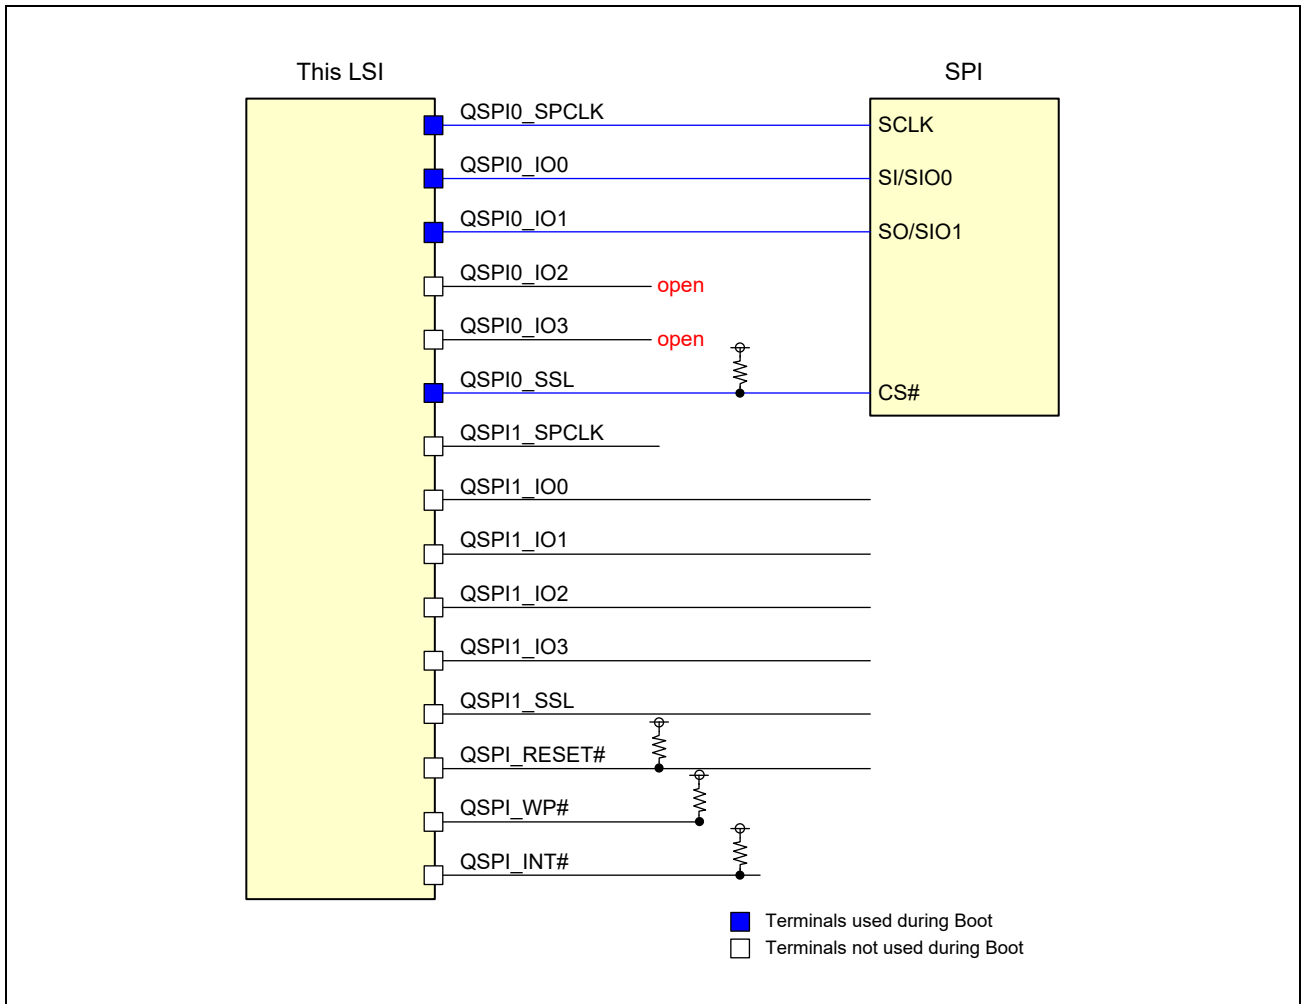 This LSI
SPI
QSPI0_SPCLK
SCLK
QSPI0_IO0
SI/SIO0
QSPI0_IO1
SO/SIO1
QSPI0_IO2
open
QSPI0_IO3
open
QSPI0_SSL
CS#
QSPI1_SPCLK
QSPI1_IO0
QSPI1_IO1
QSPI1_IO2
QSPI1_IO3
QSPI1_SSL
QSPI_RESET#
QSPI_WP#
QSPI_INT#
Terminals used during Boot
Terminals not used during Boot